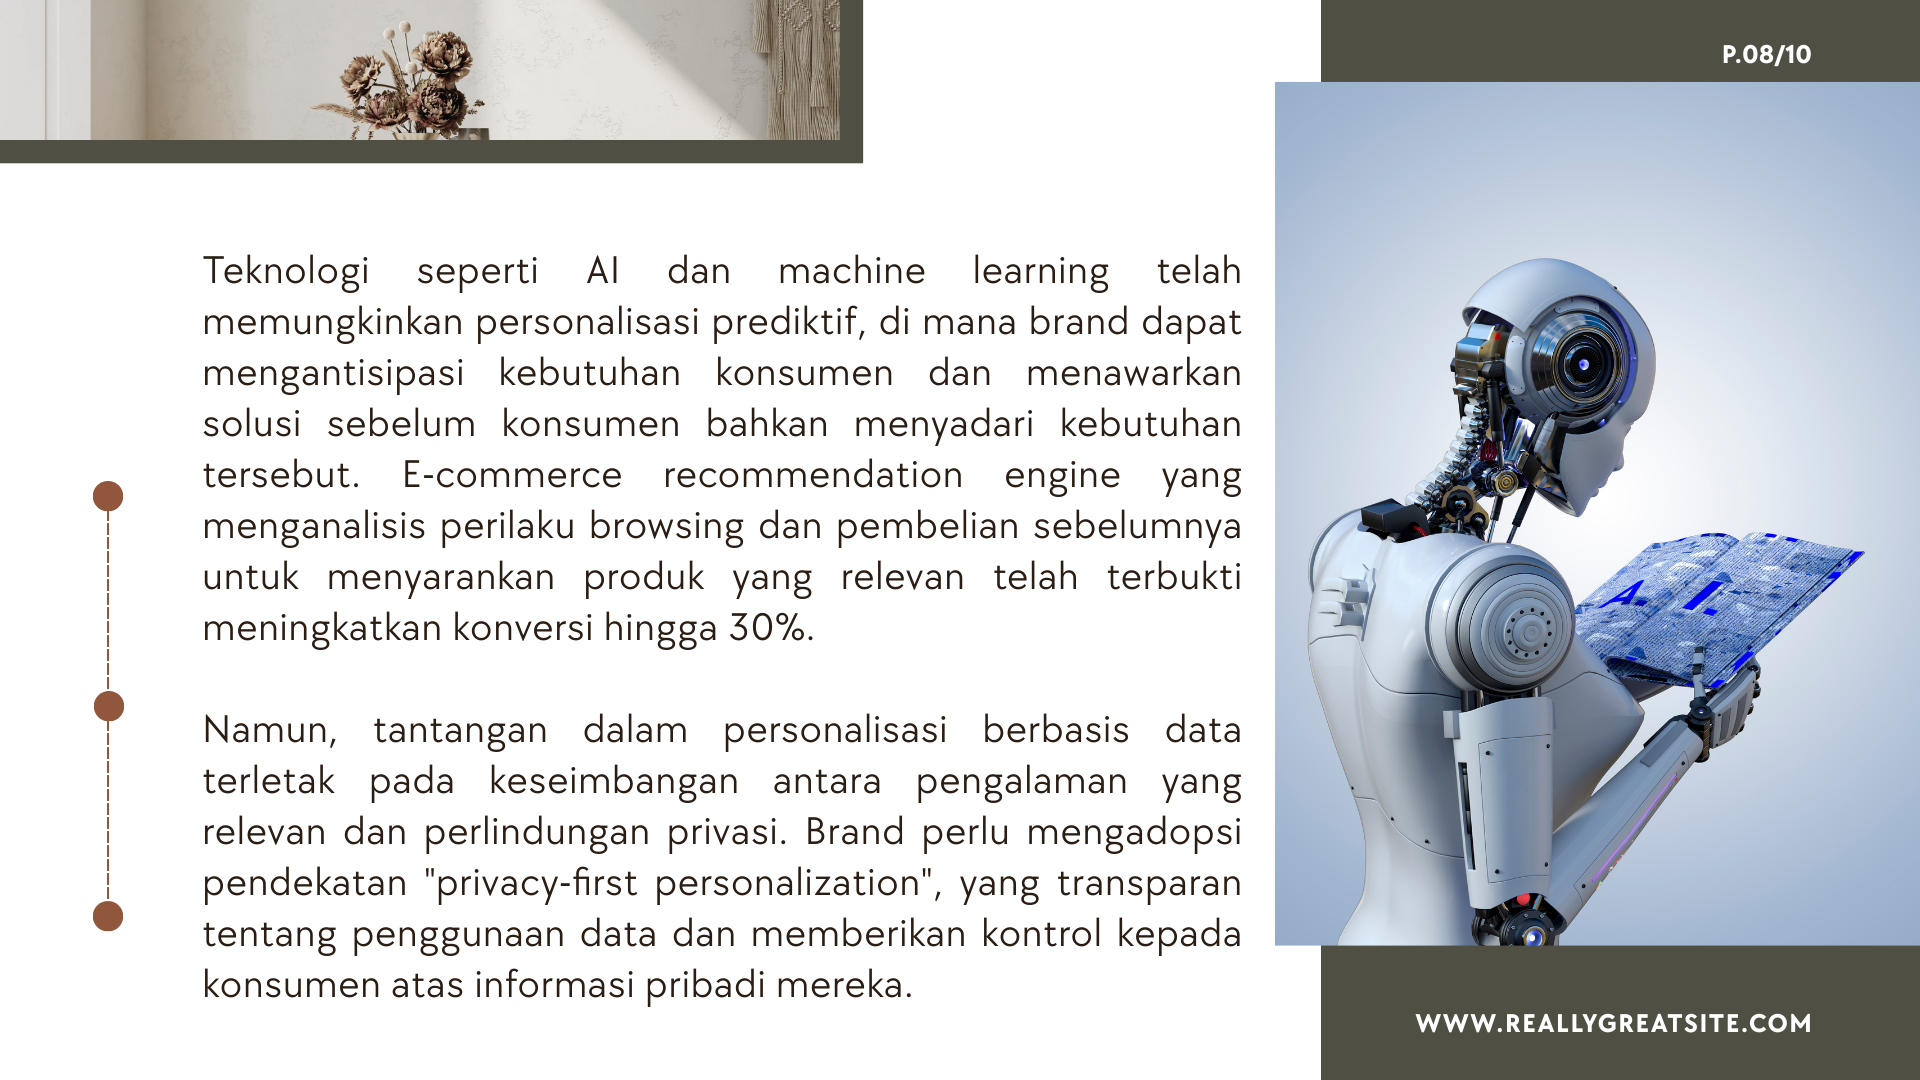 P.08/10
Teknologi seperti AI dan machine learning telah
memungkinkan personalisasi prediktif, di mana brand dapat
mengantisipasi kebutuhan konsumen dan menawarkan
solusi sebelum konsumen bahkan menyadari kebutuhan
tersebut. E-commerce recommendation engine yang
menganalisis perilaku browsing dan pembelian sebelumnya
untuk menyarankan produk yang relevan telah terbukti
meningkatkan konversi hingga 30%.
Namun, tantangan dalam personalisasi berbasis data
terletak pada keseimbangan antara pengalaman yang
relevan dan perlindungan privasi. Brand perlu mengadopsi
pendekatan "privacy-first personalization", yang transparan
tentang penggunaan data dan memberikan kontrol kepada
konsumen atas informasi pribadi mereka.
A. I.
WWW.REALLYGREATSITE.COM